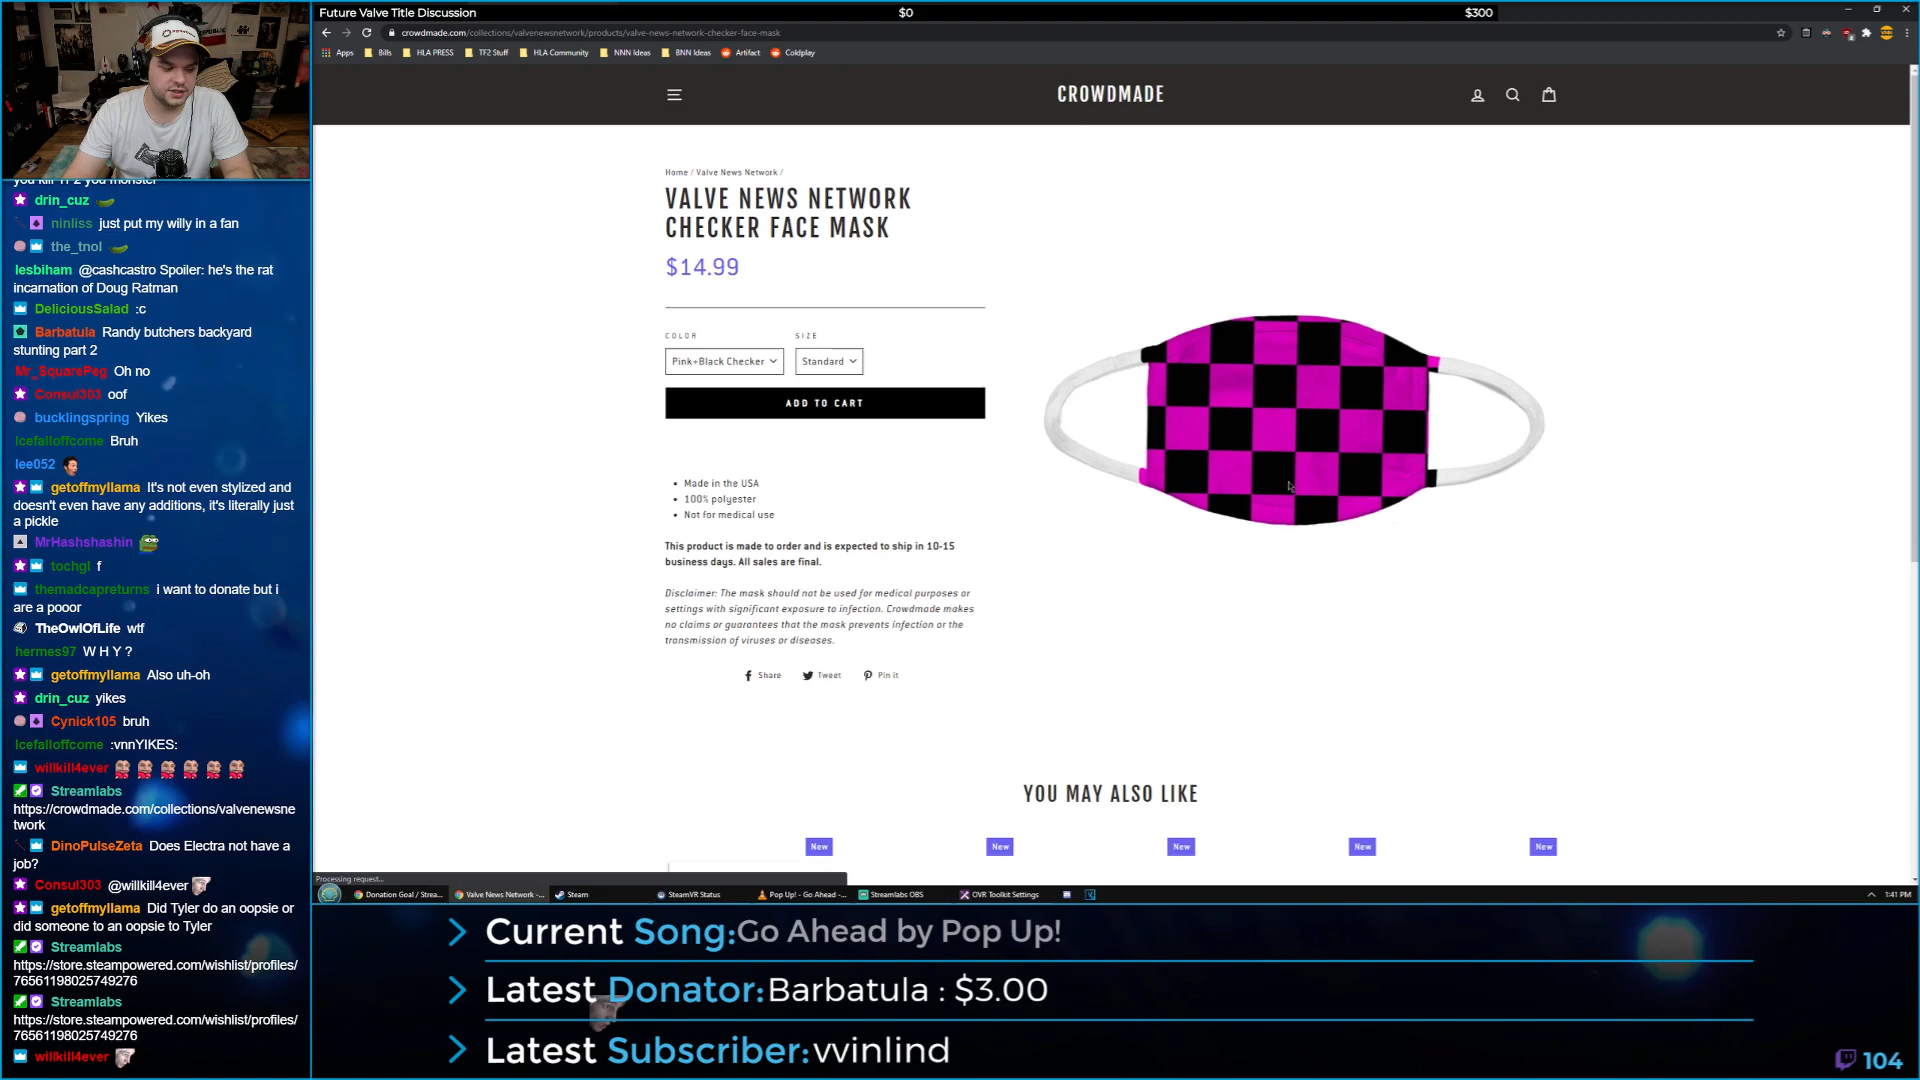 Future Valve Title Discussion
$0
$300
crowdmade.com/collections/valvenewsnetwork/products/valve-news-network-checker-face-mask
Apps
Bills
HLA PRESS
TF2 Stuff
HLA Community
NNN Ideas
BNN Ideas
Artifact
Coldplay
CROWDMADE
Home / Valve News Network /
VALVE NEWS NETWORK
CHECKER FACE MASK
$14.99
COLOR
SIZE
Pink+Black Checker
Standard
ADD TO CART
• Made in the USA
• 100% polyester
• Not for medical use
This product is made to order and is expected to ship in 10-15
business days. All sales are final.
Disclaimer: The mask should not be used for medical purposes or
settings with significant exposure to infection. Crowdmade makes
no claims or guarantees that the mask prevents infection or the
transmission of viruses or diseases.
Share
Tweet
Pin it
YOU MAY ALSO LIKE
New
New
New
New
New
Processing request...
Donation Goal / Strea...
Valve News Network -...
Steam
SteamVR Status
Pop Up! - Go Ahead -...
Streamlabs OBS
OVR Toolkit Settings
1:41 PM
you kill TF2 you monster
drin_cuz
ninliss just put my willy in a fan
the_tnol
lesbiham @cashcastro Spoiler: he's the rat
incarnation of Doug Ratman
DeliciousSalad :c
Barbatula Randy butchers backyard
stunting part 2
Mr_SquarePeg Oh no
Consul303 oof
bucklingspring Yikes
Icefalloffcome Bruh
lee052
getoffmyllama It's not even stylized and
doesn't even have any additions, it's literally just
a pickle
MrHashshashin
tochgl f
themadcapreturns i want to donate but i
are a pooor
TheOwlOfLife wtf
hermes97 W H Y ?
getoffmyllama Also uh-oh
drin_cuz yikes
Cynick105 bruh
Icefalloffcome :vnnYIKES:
willkill4ever
Streamlabs
https://crowdmade.com/collections/valvenewsne
twork
DinoPulseZeta Does Electra not have a
job?
Consul303 @willkill4ever
getoffmyllama Did Tyler do an oopsie or
did someone to an oopsie to Tyler
Streamlabs
https://store.steampowered.com/wishlist/profiles/
76561198025749276
Streamlabs
https://store.steampowered.com/wishlist/profiles/
76561198025749276
willkill4ever
Current Song:Go Ahead by Pop Up!
Latest Donator:Barbatula : $3.00
Latest Subscriber:vvinlind
104